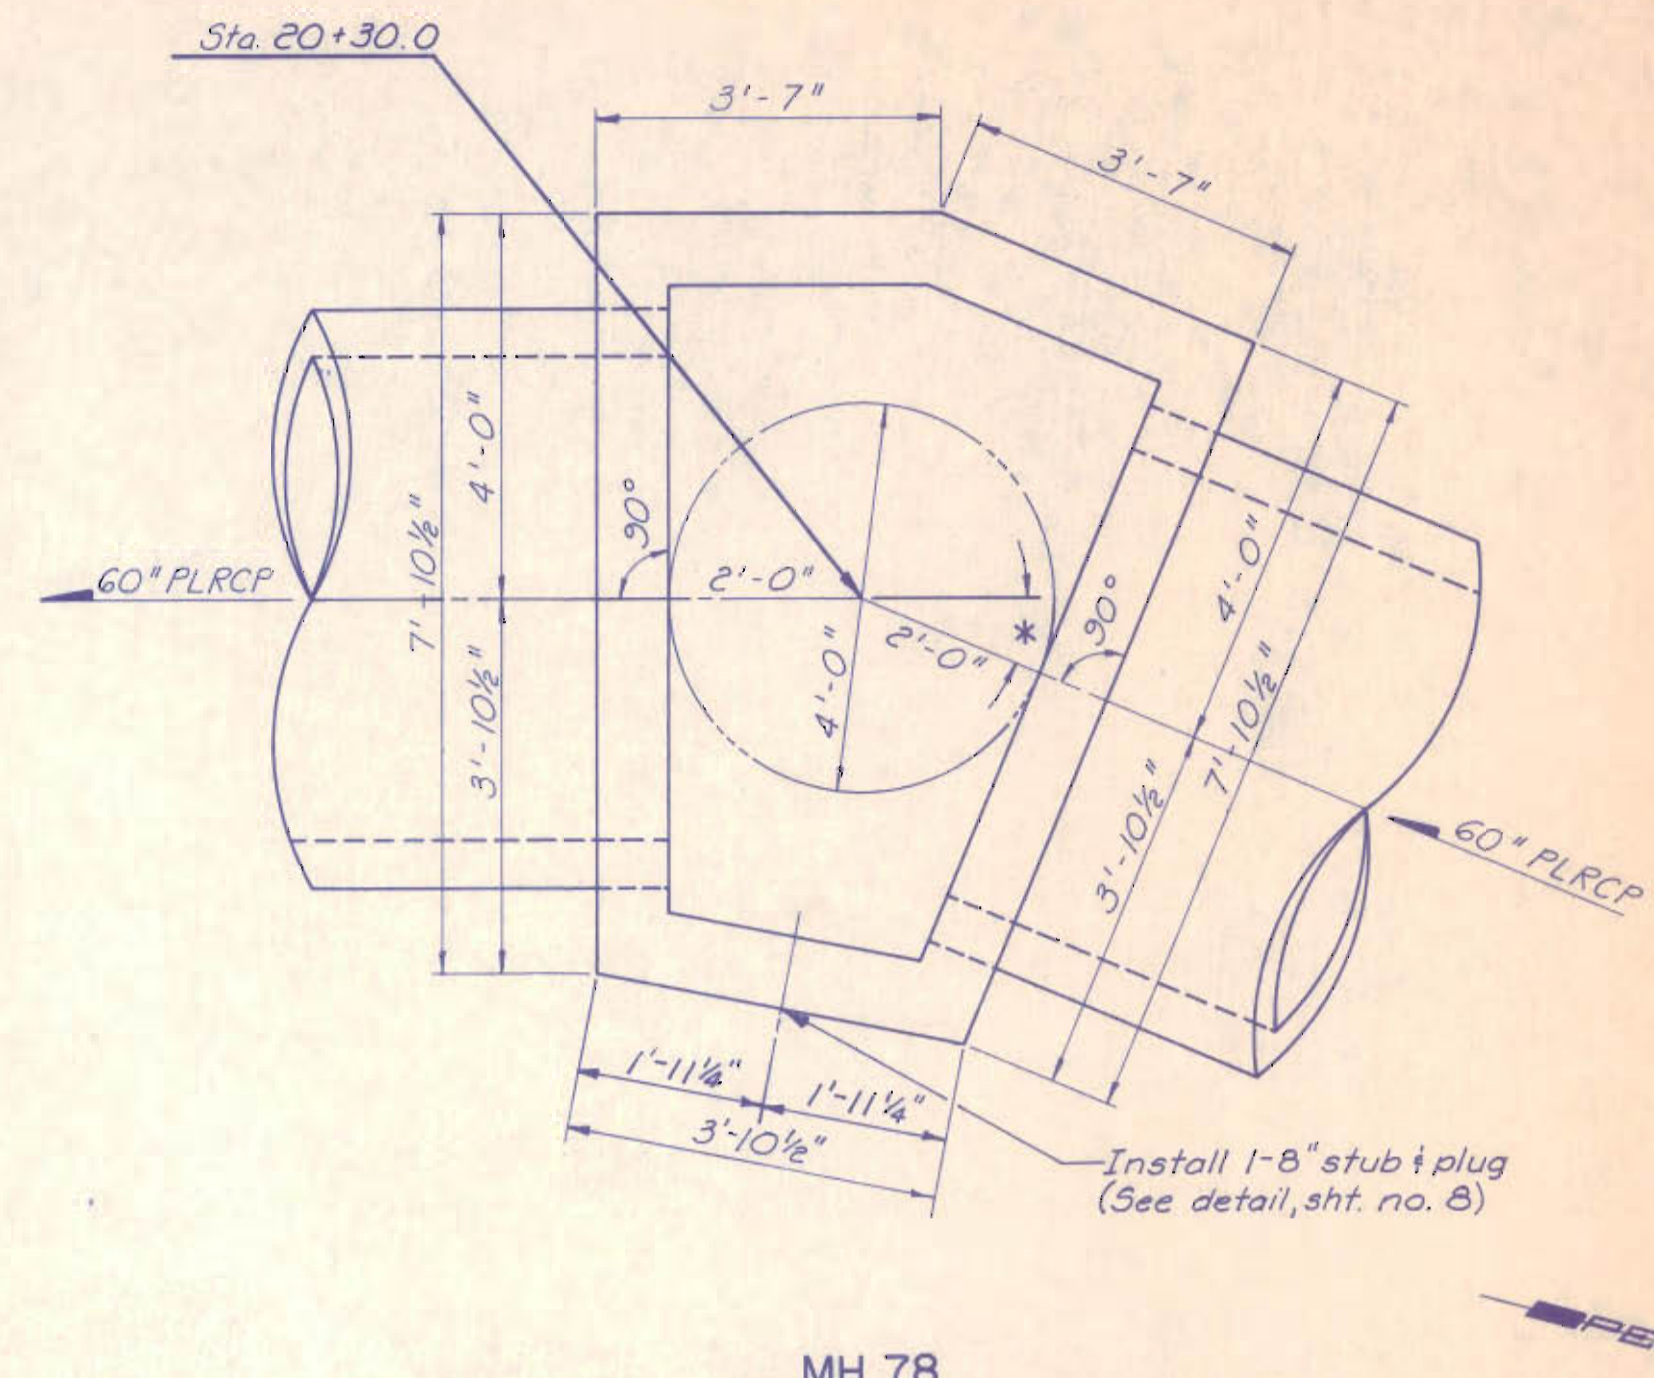 Sta. 20+30.0
3'-7"
3'-7"
7'-10½"
4'-0"
3'-10½"
90°
2'-0"
2'-0"
4'-0"
*
90°
4'-0"
3'-10½"
7'-10½"
60" PLRCP
60" PLRCP
1'-11¼"
1'-11¼"
3'-10½"
Install 1-8" stub & plug
(See detail, sht. no. 8)
MH 78